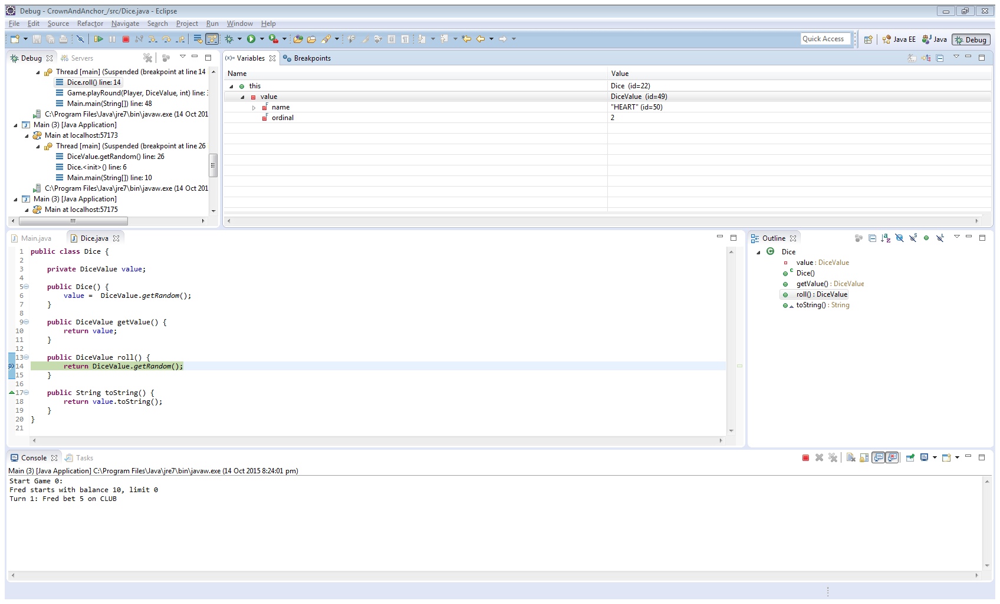 Debug - CrownAndAnchor_/src/Dice.java - Eclipse
File Edit Source Refactor Navigate Search Project Run Window Help
Quick Access Java EE Java Debug
Debug Servers
Thread [main] (Suspended (breakpoint at line 14
Dice.roll() line: 14
Game.playRound(Player, DiceValue, int) line:
Main.main(String[]) line: 48
C:\Program Files\Java\jre7\bin\javaw.exe (14 Oct 201
Main (3) [Java Application]
Main at localhost:57173
Thread [main] (Suspended (breakpoint at line 26
DiceValue.getRandom() line: 26
Dice.<init>() line: 6
Main.main(String[]) line: 10
C:\Program Files\Java\jre7\bin\javaw.exe (14 Oct 201
Main (3) [Java Application]
Main at localhost:57175
(x)= Variables Breakpoints
Name Value
this Dice (id=22)
value DiceValue (id=49)
name "HEART" (id=50)
ordinal 2
Main.java Dice.java
1 public class Dice {
2
3 private DiceValue value;
4
5 public Dice() {
6 value = DiceValue.getRandom();
7 }
8
9 public DiceValue getValue() {
10 return value;
11 }
12
13 public DiceValue roll() {
14 return DiceValue.getRandom();
15 }
16
17 public String toString() {
18 return value.toString();
19 }
20 }
21
Outline
Dice
value : DiceValue
Dice()
getValue() : DiceValue
roll() : DiceValue
toString() : String
Console Tasks
Main (3) [Java Application] C:\Program Files\Java\jre7\bin\javaw.exe (14 Oct 2015 8:24:01 pm)
Start Game 0:
Fred starts with balance 10, limit 0
Turn 1: Fred bet 5 on CLUB